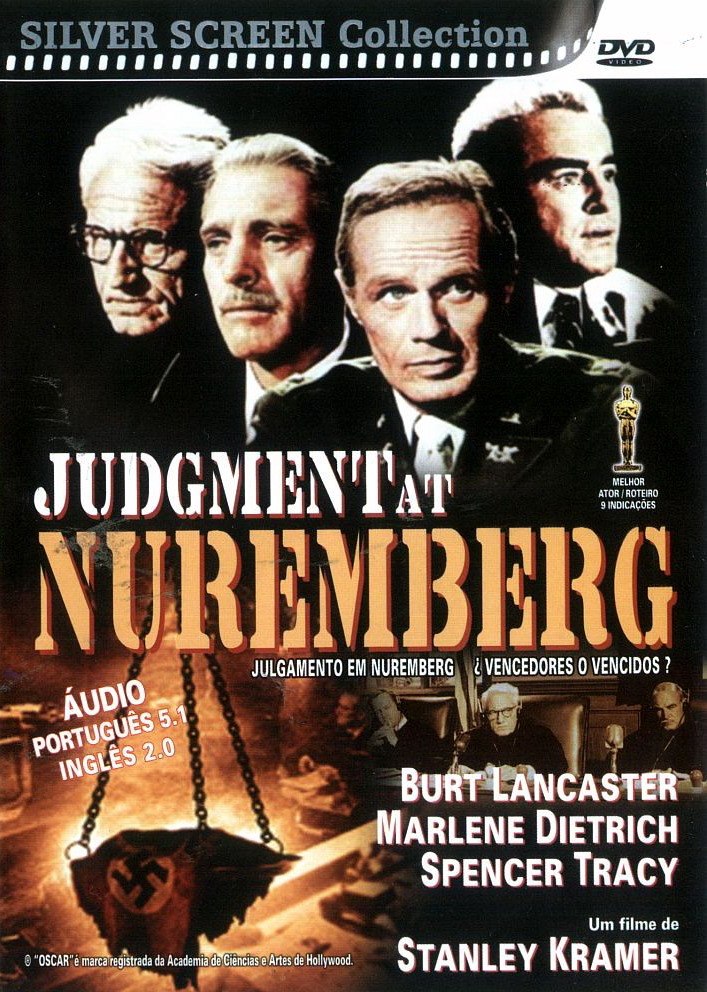 SILVER SCREEN Collection
DVD
VIDEO
MELHOR
ATOR / ROTEIRO
9 INDICAÇÕES
JUDGMENT AT
NUREMBERG
JULGAMENTO EM NUREMBERG ¿ VENCEDORES O VENCIDOS ?
ÁUDIO
PORTUGUÊS 5.1
INGLÊS 2.0
BURT LANCASTER
MARLENE DIETRICH
SPENCER TRACY
Um filme de
STANLEY KRAMER
® "OSCAR" é marca registrada da Academia de Ciências e Artes de Hollywood.